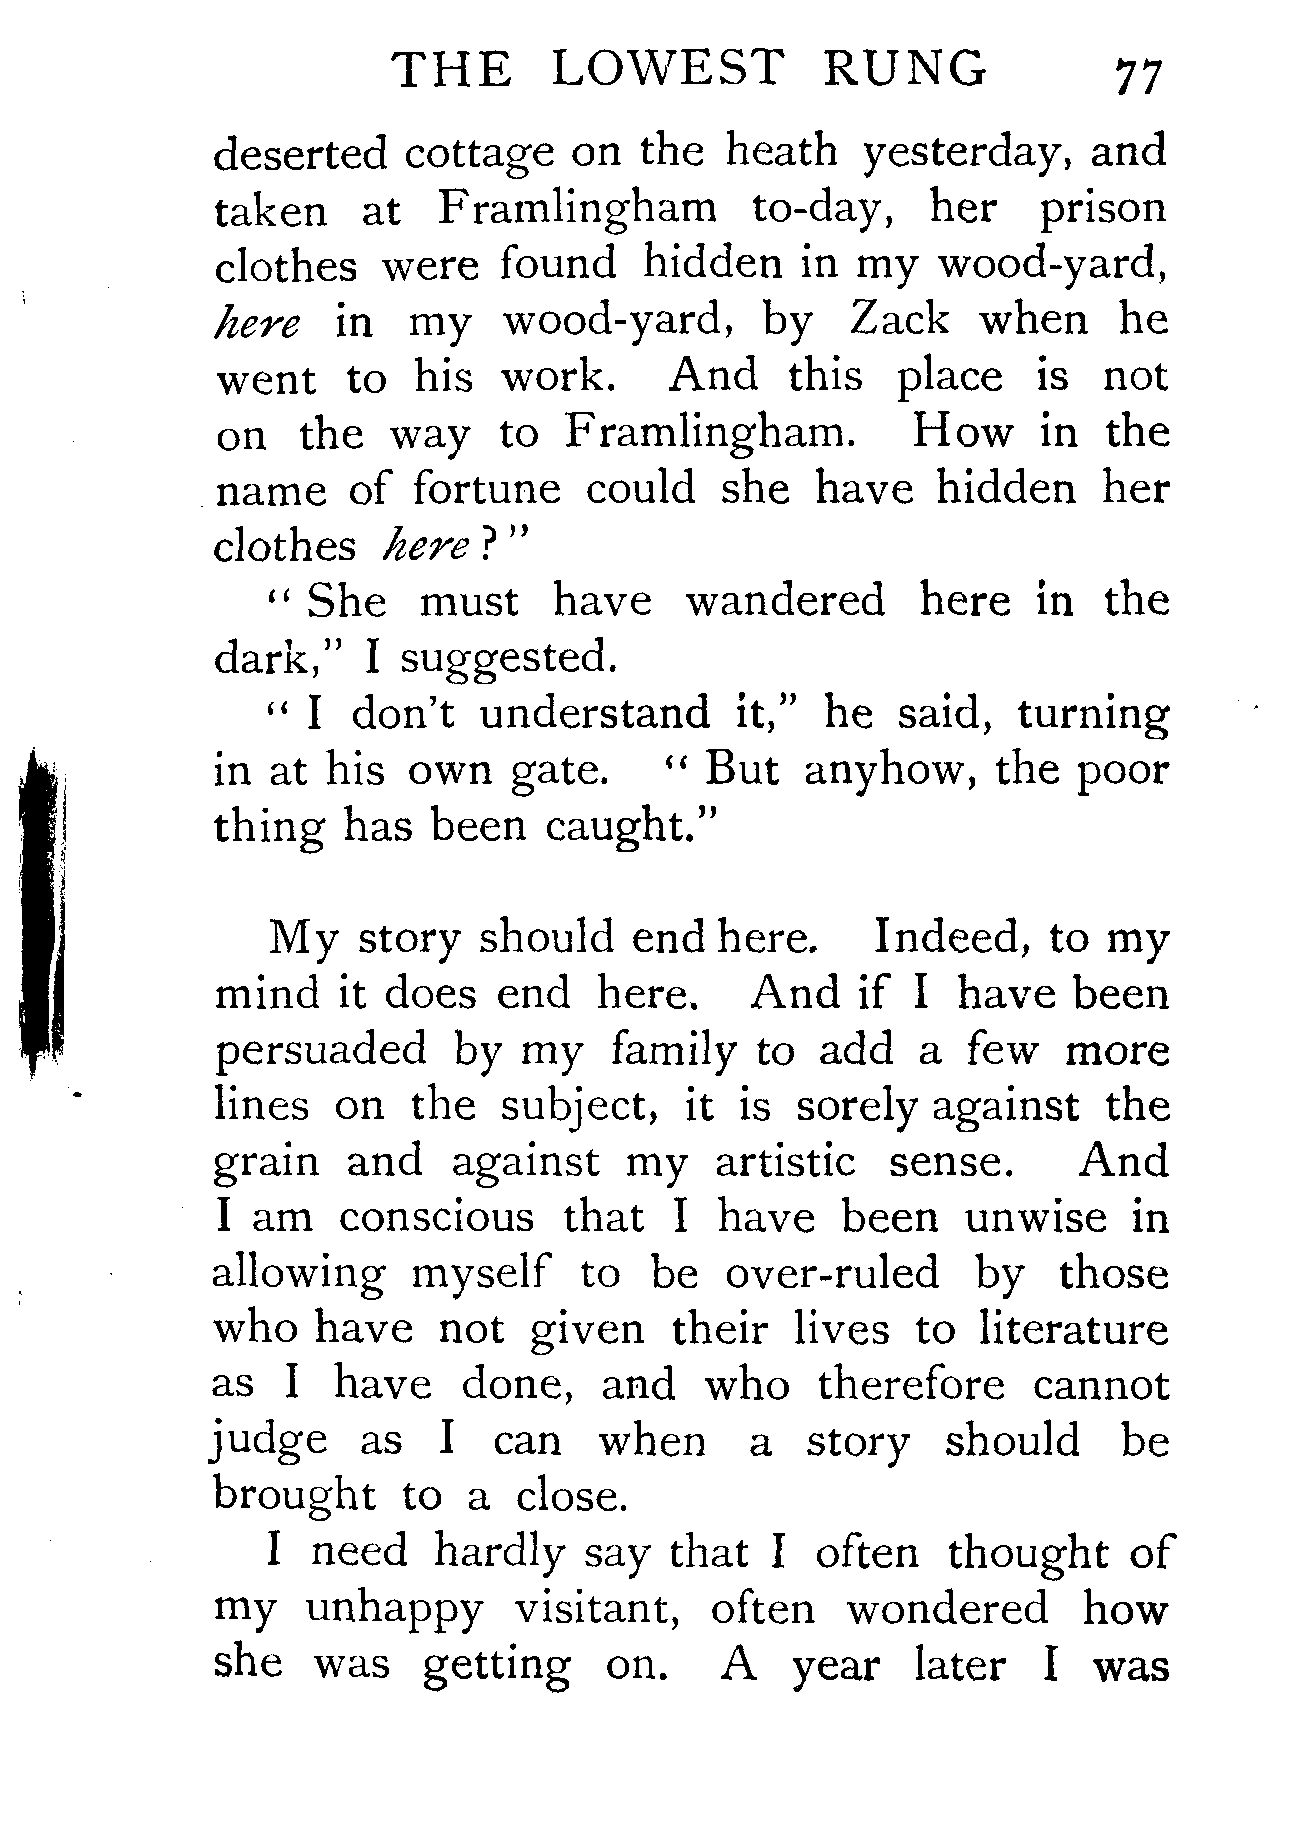 THE LOWEST RUNG 77
deserted cottage on the heath yesterday, and
taken at Framlingham to-day, her prison
clothes were found hidden in my wood-yard,
here in my wood-yard, by Zack when he
went to his work. And this place is not
on the way to Framlingham. How in the
name of fortune could she have hidden her
clothes here?"
"She must have wandered here in the
dark," I suggested.
"I don't understand it," he said, turning
in at his own gate. "But anyhow, the poor
thing has been caught."
My story should end here. Indeed, to my
mind it does end here. And if I have been
persuaded by my family to add a few more
lines on the subject, it is sorely against the
grain and against my artistic sense. And
I am conscious that I have been unwise in
allowing myself to be over-ruled by those
who have not given their lives to literature
as I have done, and who therefore cannot
judge as I can when a story should be
brought to a close.
I need hardly say that I often thought of
my unhappy visitant, often wondered how
she was getting on. A year later I was